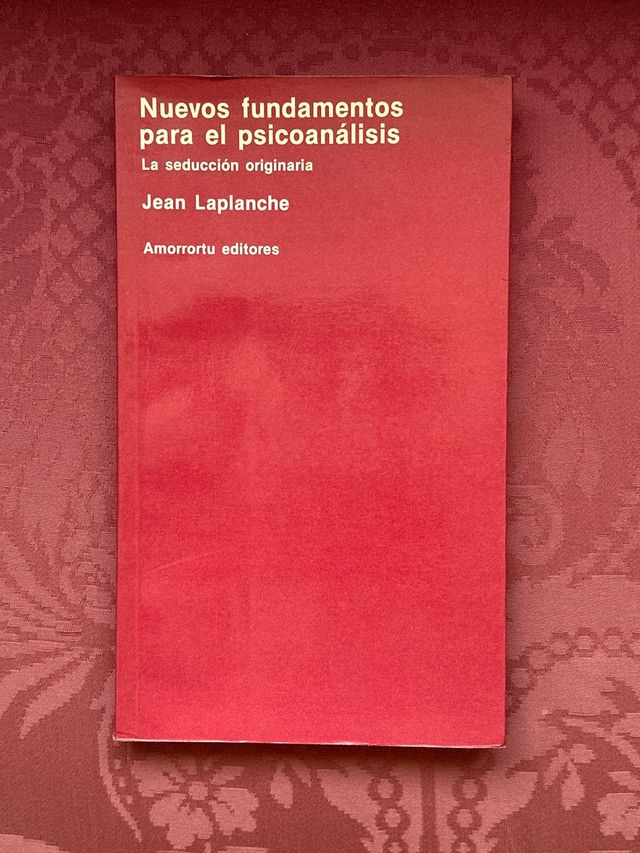 Nuevos fundamentos
para el psicoanálisis
La seducción originaria
Jean Laplanche
Amorrortu editores